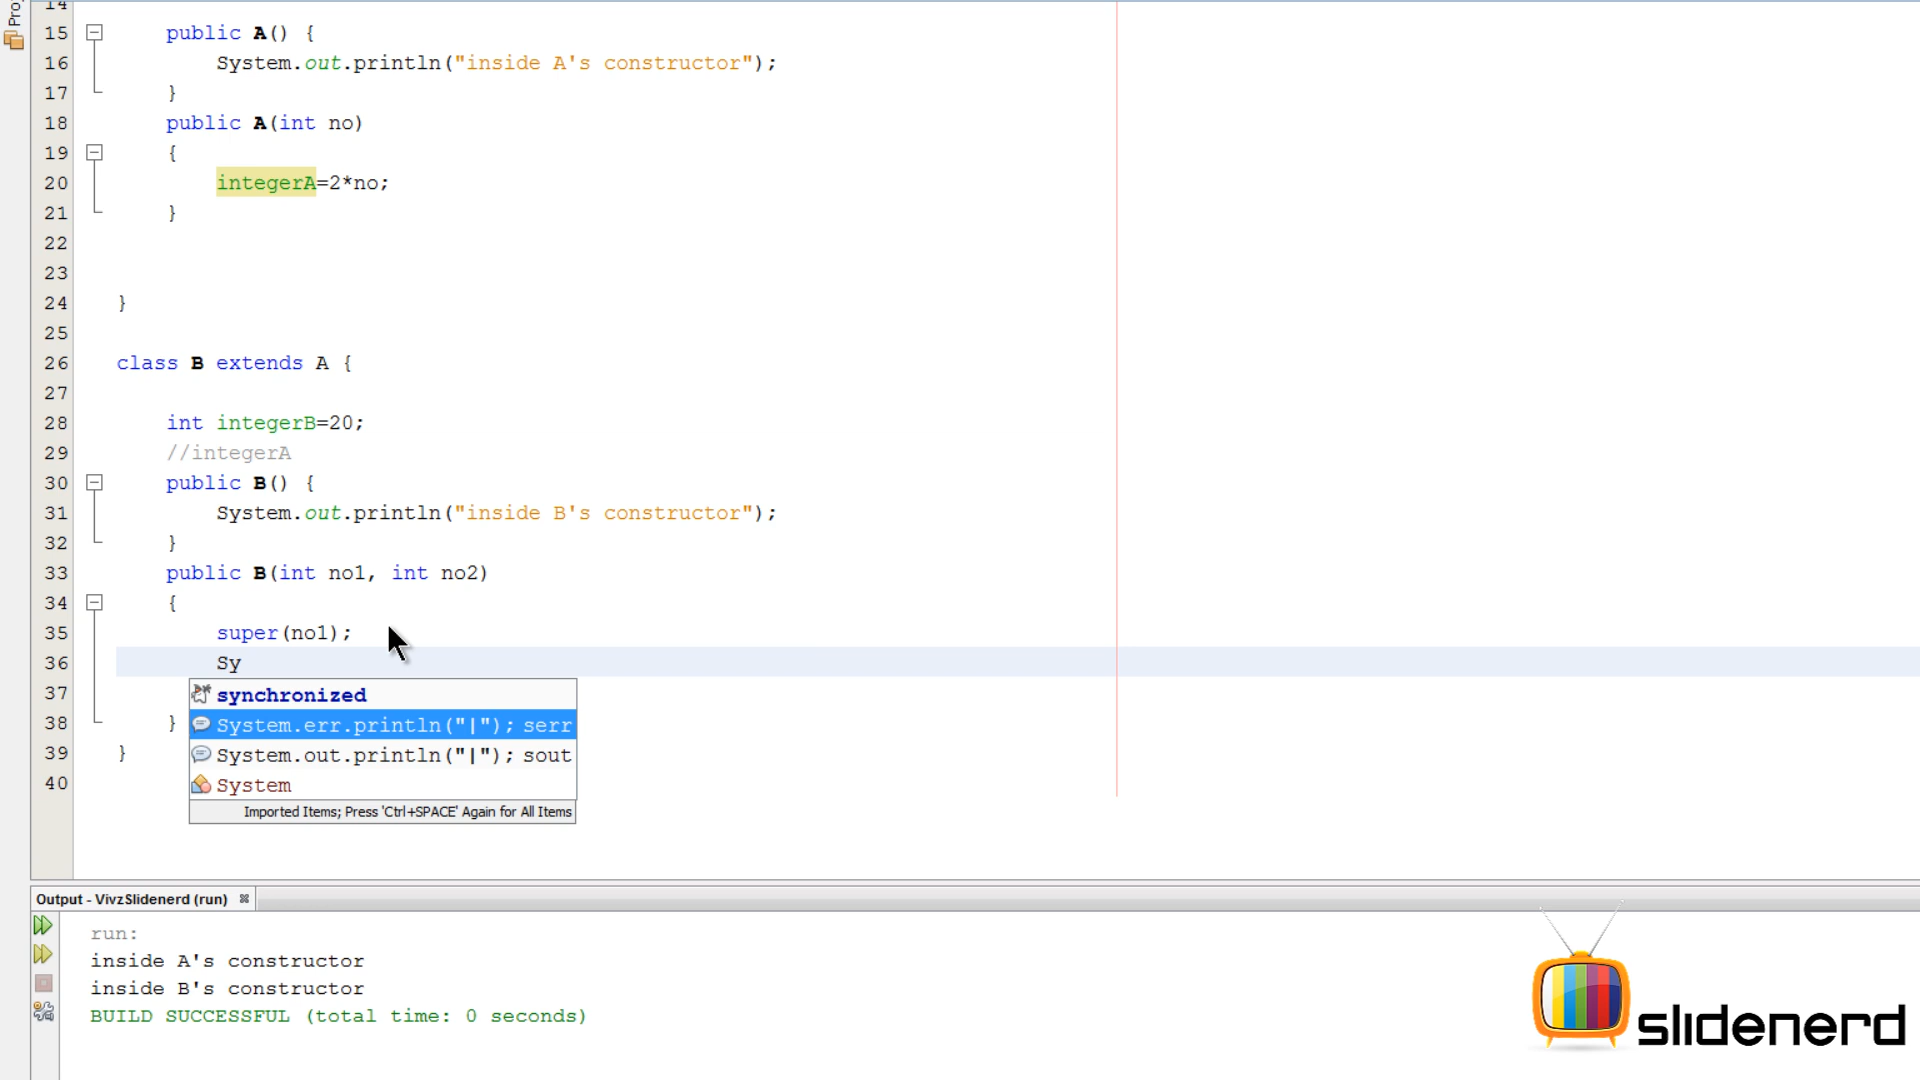 Pro
14
15 public A() {
16 System.out.println("inside A's constructor");
17 }
18 public A(int no)
19 {
20 integerA=2*no;
21 }
22
23
24 }
25
26 class B extends A {
27
28 int integerB=20;
29 //integerA
30 public B() {
31 System.out.println("inside B's constructor");
32 }
33 public B(int no1, int no2)
34 {
35 super(no1);
36 Sy
37 synchronized
38 } System.err.println("|"); serr
39 } System.out.println("|"); sout
40 System
Imported Items; Press 'Ctrl+SPACE' Again for All Items
Output - VivzSlidenerd (run)
run:
inside A's constructor
inside B's constructor
BUILD SUCCESSFUL (total time: 0 seconds)
slidenerd